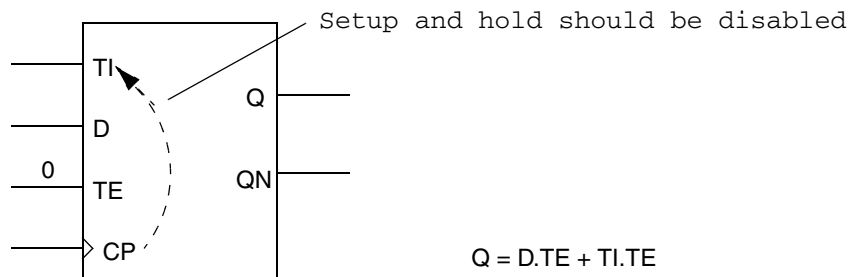 Setup and hold should be disabled
TI
Q
D
0
TE
QN
CP
Q = D.TE + TI.TE